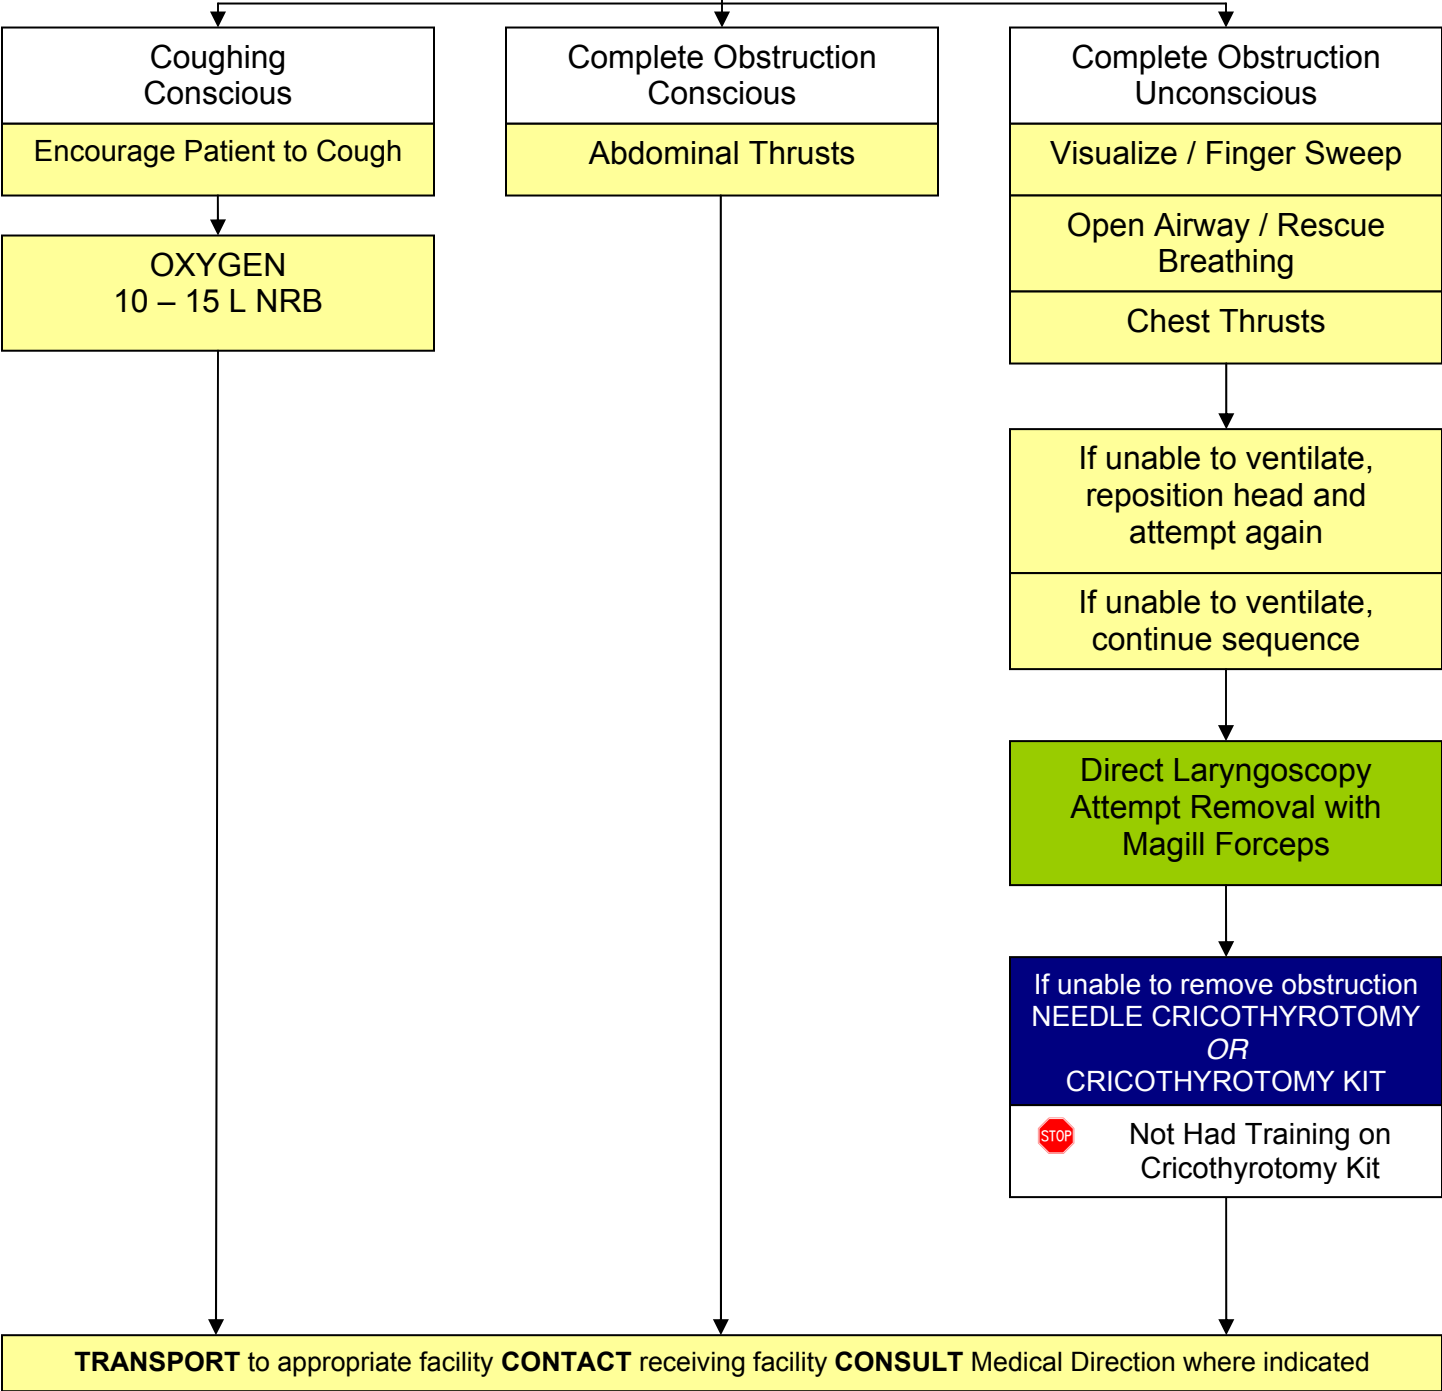 Coughing
Conscious
Encourage Patient to Cough
OXYGEN
10 – 15 L NRB
Complete Obstruction
Conscious
Abdominal Thrusts
Complete Obstruction
Unconscious
Visualize / Finger Sweep
Open Airway / Rescue
Breathing
Chest Thrusts
If unable to ventilate,
reposition head and
attempt again
If unable to ventilate,
continue sequence
Direct Laryngoscopy
Attempt Removal with
Magill Forceps
If unable to remove obstruction
NEEDLE CRICOTHYROTOMY
OR
CRICOTHYROTOMY KIT
STOP
Not Had Training on
Cricothyrotomy Kit
TRANSPORT to appropriate facility CONTACT receiving facility CONSULT Medical Direction where indicated